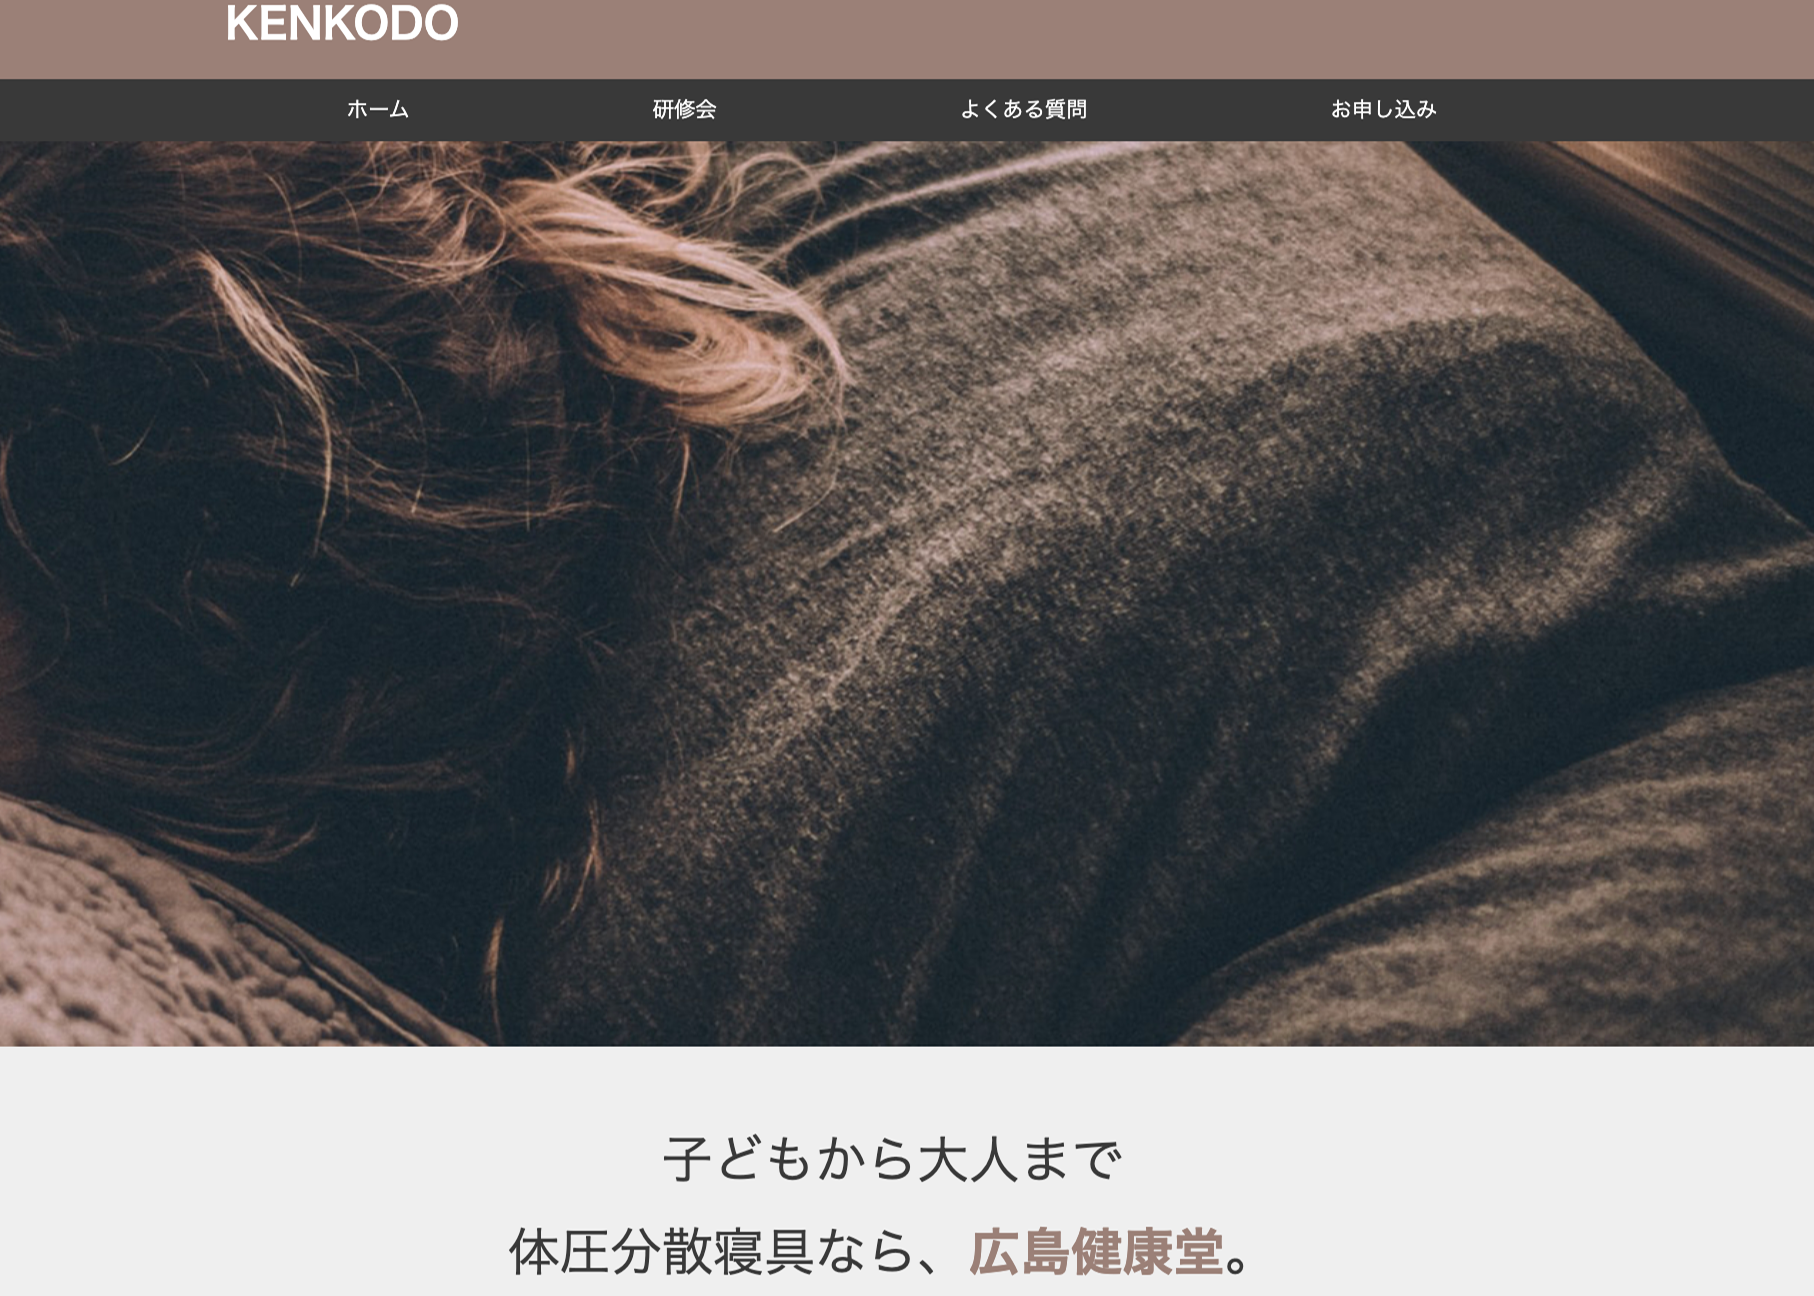 KENKODO
ホーム 研修会 よくある質問 お申し込み
子どもから大人まで
体圧分散寝具なら、広島健康堂。